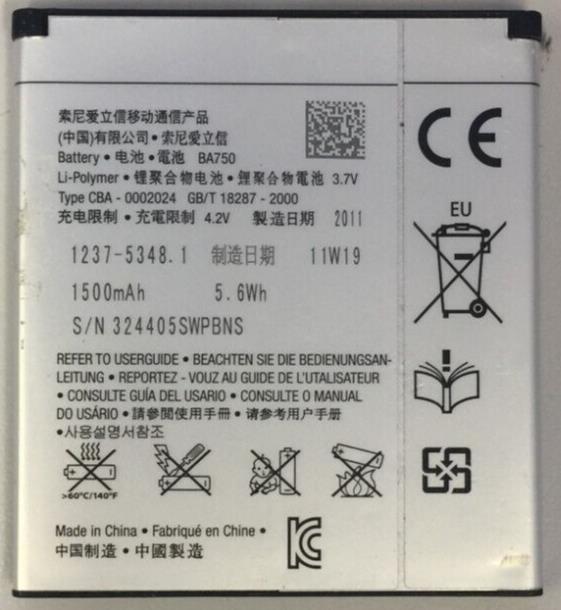 索尼爱立信移动通信产品
(中国)有限公司 • 索尼爱立信
Battery • 电池 • 電池 BA750
Li-Polymer • 锂聚合物电池 • 鋰聚合物電池 3.7V
Type CBA - 0002024 GB/T 18287 - 2000
充电限制 • 充電限制 4.2V 製造日期 2011
1237-5348.1 制造日期 11W19
1500mAh 5.6Wh
S/N 324405SWPBNS
REFER TO USERGUIDE • BEACHTEN SIE DIE BEDIENUNGSAN-
LEITUNG • REPORTEZ - VOUZ AU GUIDE DE L'UTILISATEUR
• CONSULTE GUÍA DEL USARIO • CONSULTE O MANUAL
DO USÁRIO • 請參閱使用手冊 • 请参考用户手册
•사용설명서참조
>60°C/140°F
Made in China • Fabriqué en Chine •
中国制造 • 中國製造
CE
EU